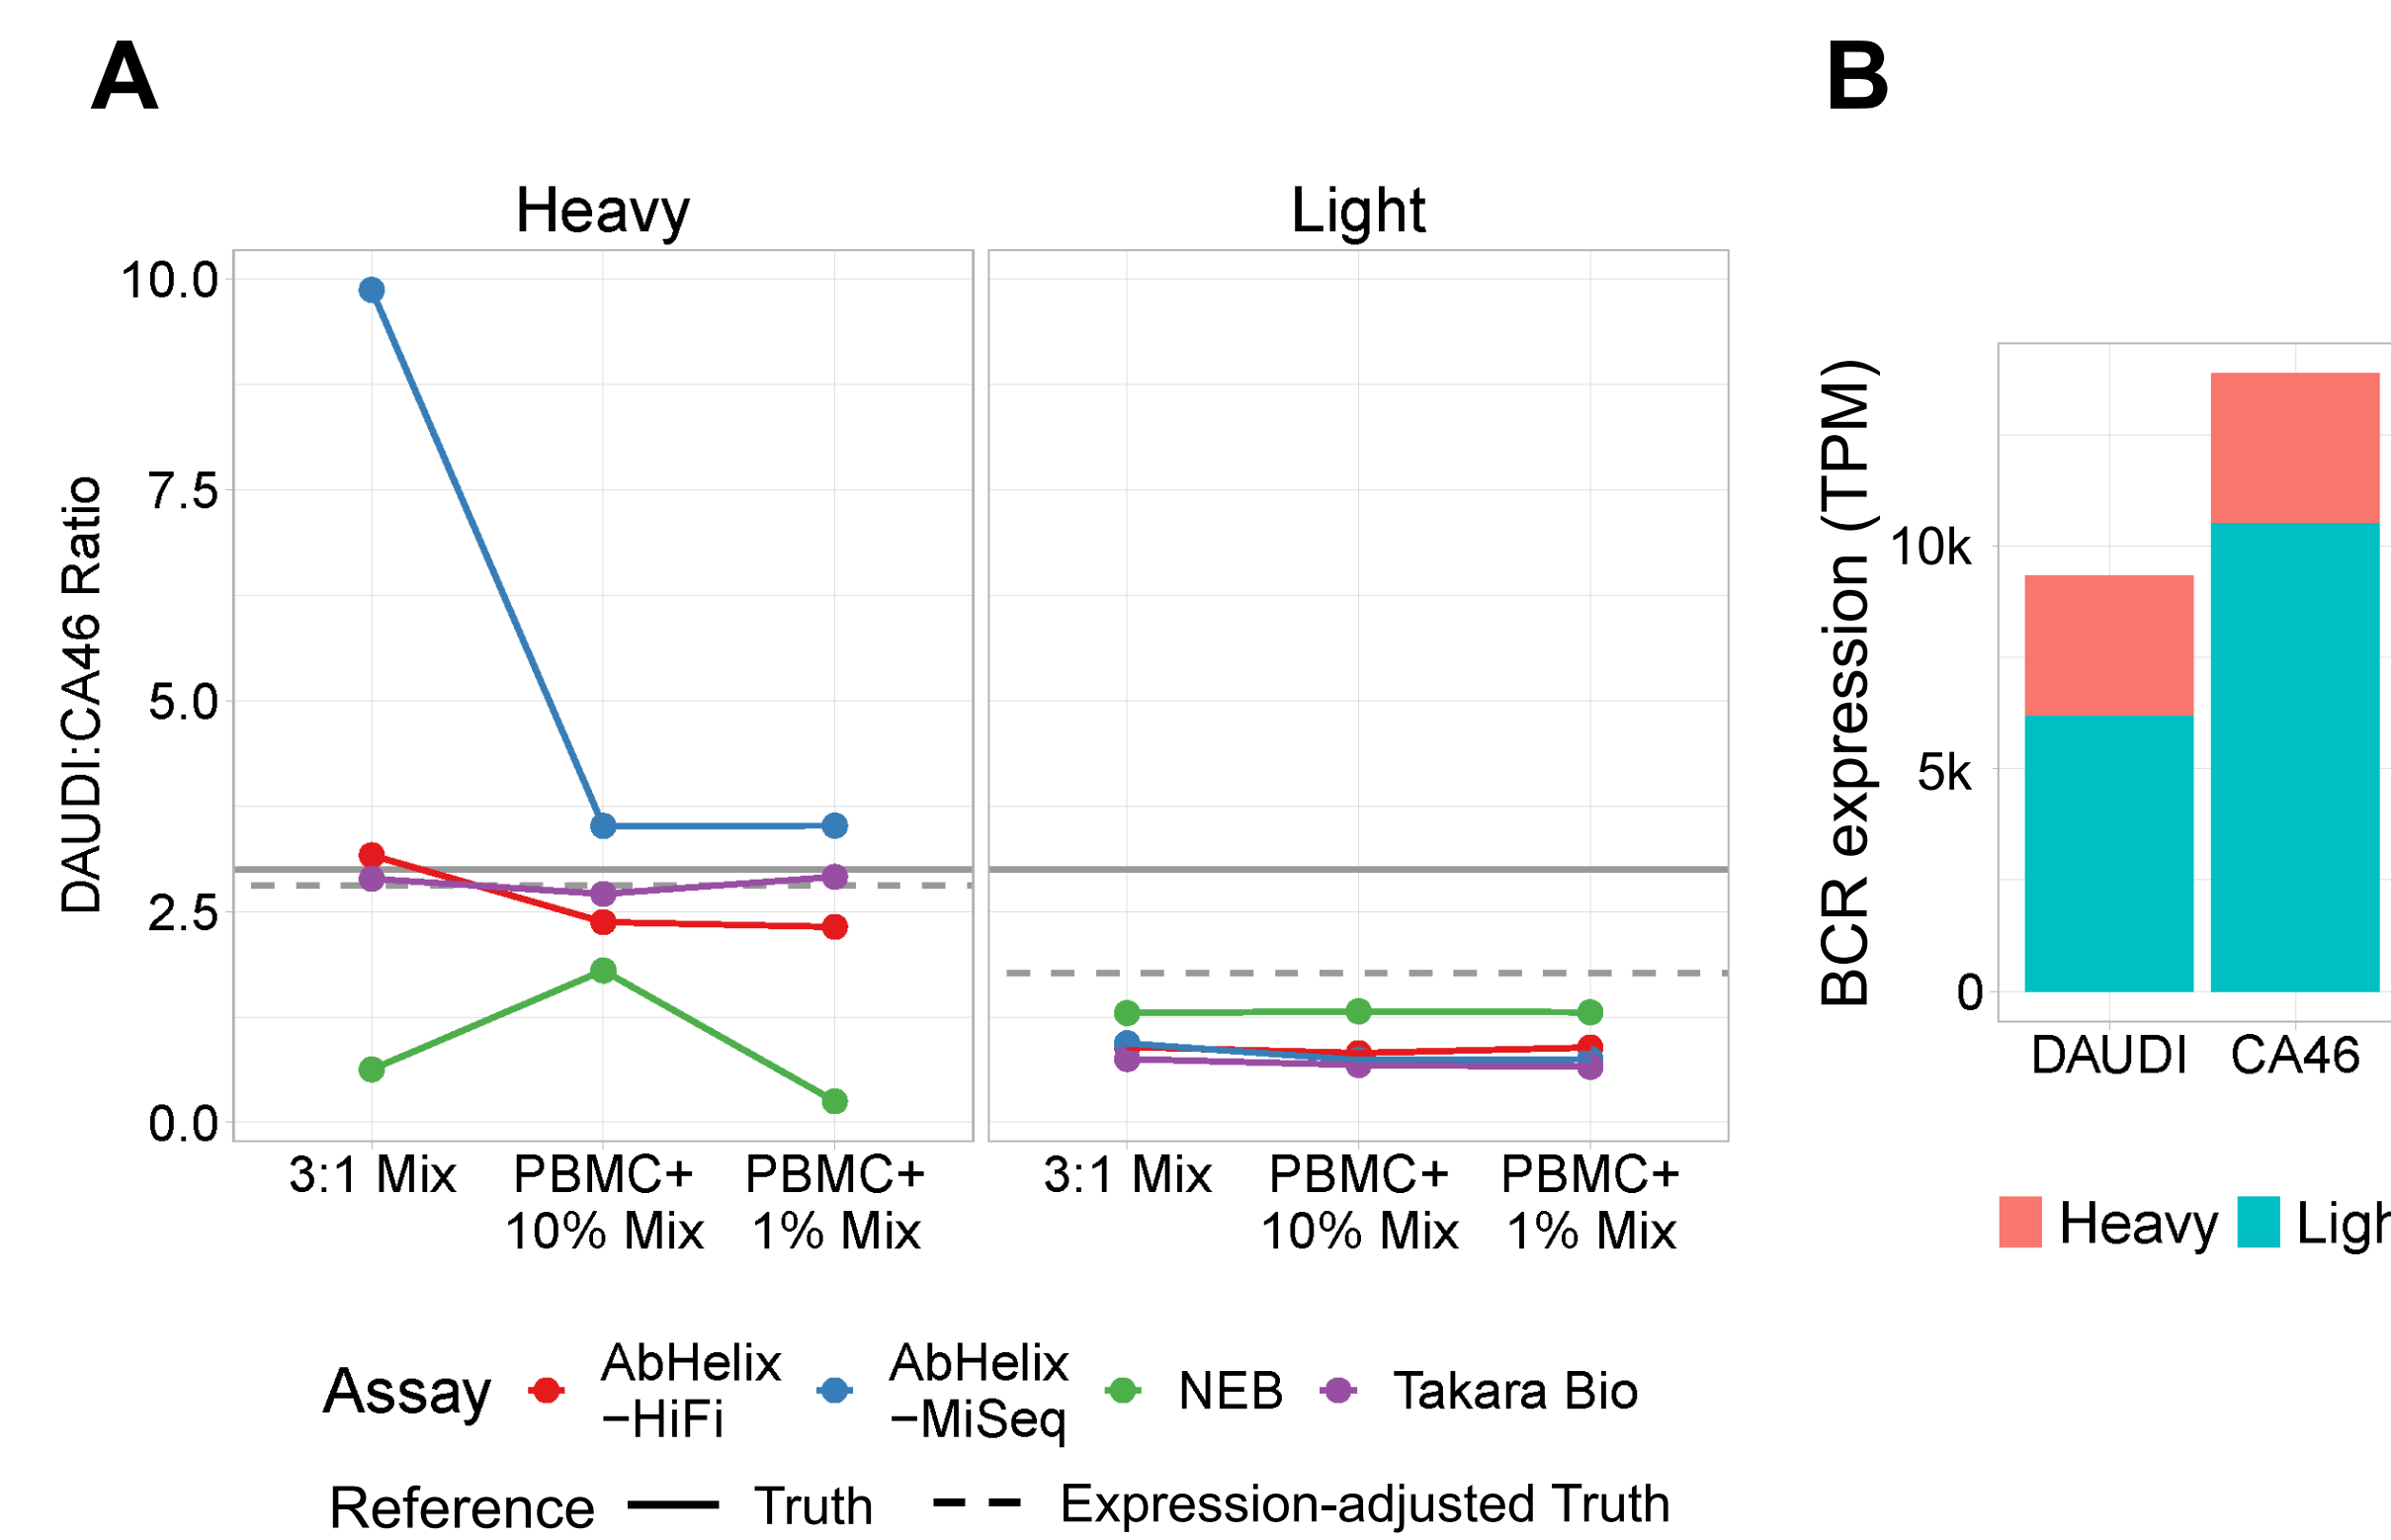 A
B
Heavy
Light
DAUDI:CA46 Ratio
10.0
7.5
5.0
2.5
0.0
3:1 Mix
PBMC+
10% Mix
PBMC+
1% Mix
3:1 Mix
PBMC+
10% Mix
PBMC+
1% Mix
Assay
AbHelix
−HiFi
AbHelix
−MiSeq
NEB
Takara Bio
Reference
Truth
Expression-adjusted Truth
BCR expression (TPM)
10k
5k
0
DAUDI
CA46
Heavy
Ligh